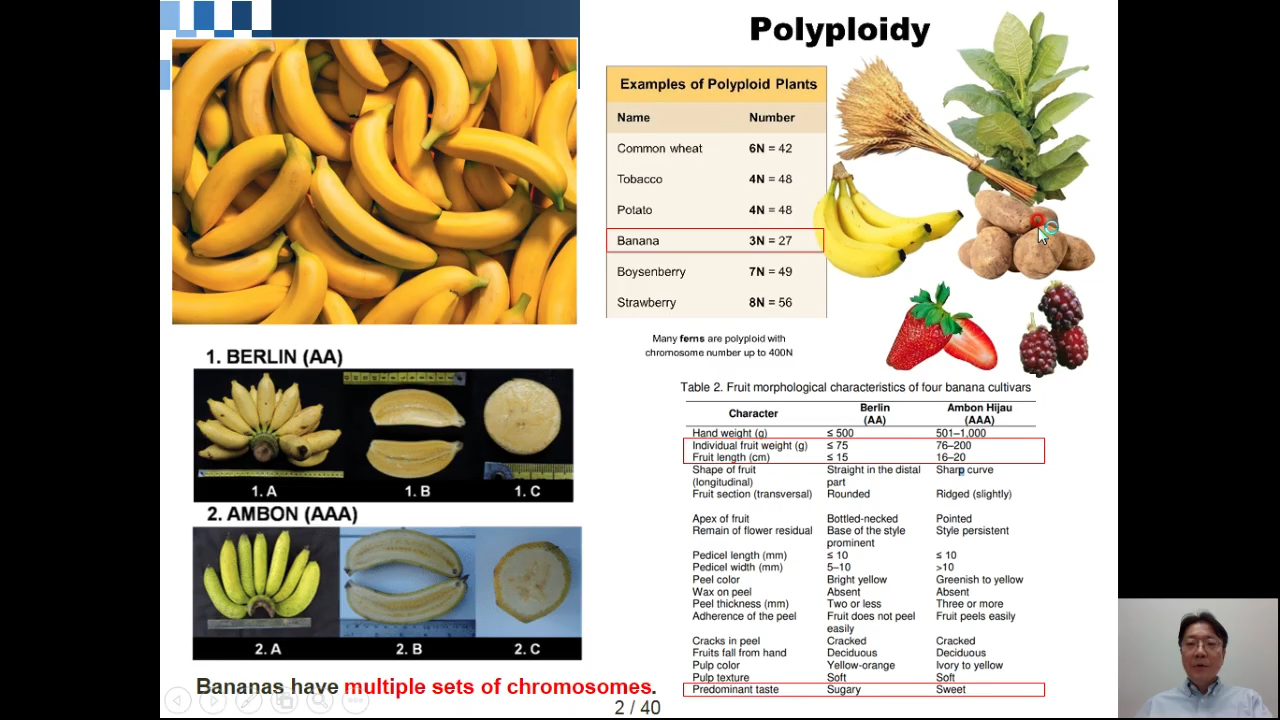 Polyploidy
Examples of Polyploid Plants
Name Number
Common wheat 6N = 42
Tobacco 4N = 48
Potato 4N = 48
Banana 3N = 27
Boysenberry 7N = 49
Strawberry 8N = 56
Many ferns are polyploid with
chromosome number up to 400N
1. BERLIN (AA)
1. A 1. B 1. C
2. AMBON (AAA)
2. A 2. B 2. C
Bananas have multiple sets of chromosomes.
Table 2. Fruit morphological characteristics of four banana cultivars
Character Berlin (AA) Ambon Hijau (AAA)
Hand weight (g) ≤ 500 501–1,000
Individual fruit weight (g) ≤ 75 76–200
Fruit length (cm) ≤ 15 16–20
Shape of fruit (longitudinal) Straight in the distal part Sharp curve
Fruit section (transversal) Rounded Ridged (slightly)
Apex of fruit Bottled-necked Pointed
Remain of flower residual Base of the style prominent Style persistent
Pedicel length (mm) ≤ 10 ≤ 10
Pedicel width (mm) 5–10 >10
Peel color Bright yellow Greenish to yellow
Wax on peel Absent Absent
Peel thickness (mm) Two or less Three or more
Adherence of the peel Fruit does not peel easily Fruit peels easily
Cracks in peel Cracked Cracked
Fruits fall from hand Deciduous Deciduous
Pulp color Yellow-orange Ivory to yellow
Pulp texture Soft Soft
Predominant taste Sugary Sweet
2 / 40